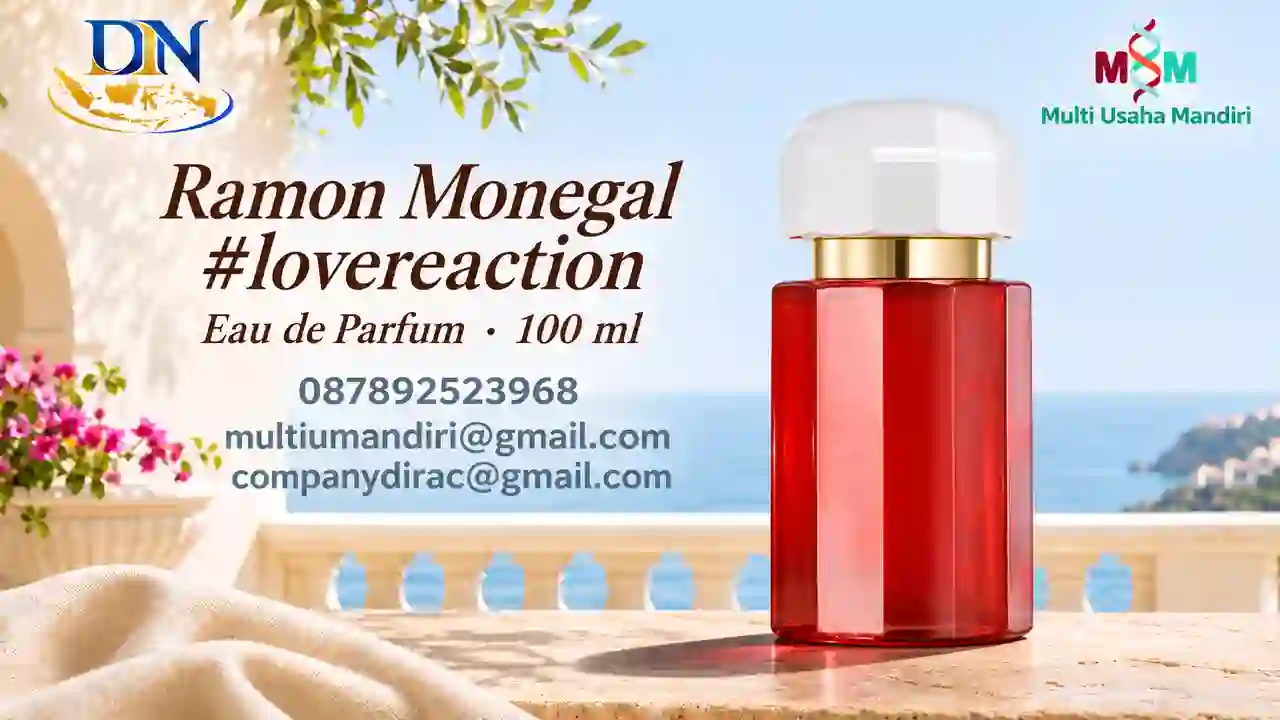 DN
M M
Multi Usaha Mandiri
Ramon Monegal
#lovereaction
Eau de Parfum • 100 ml
087892523968
multiumandiri@gmail.com
companydirac@gmail.com